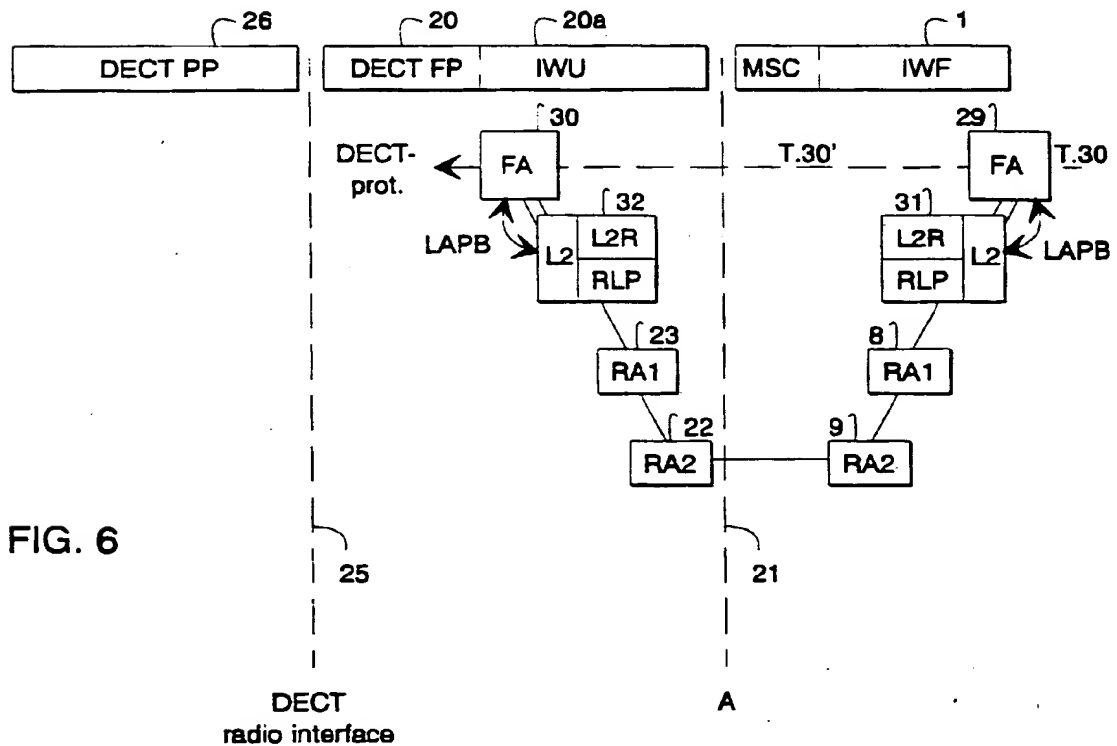 26 20 20a 1
DECT PP DECT FP IWU MSC IWF
30 29
DECT- FA T.30' FA T.30
prot.
32 31
LAPB L2 L2R L2R L2 LAPB
RLP RLP
23 8
RA1 RA1
22 9
RA2 RA2
FIG. 6
25 21
DECT A
radio interface